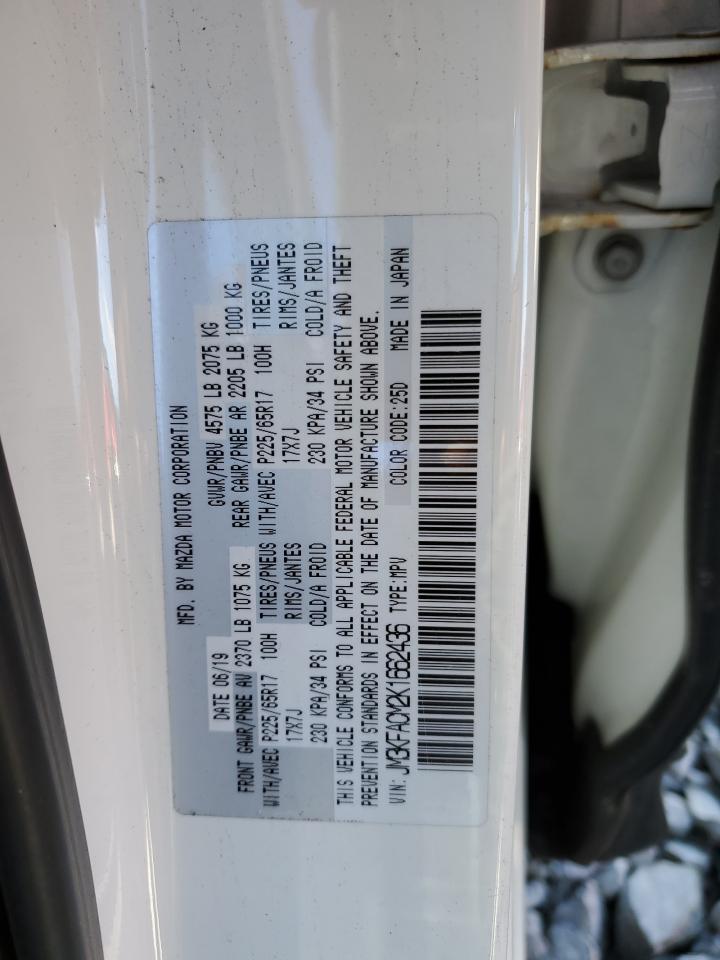 MFD. BY MAZDA MOTOR CORPORATION
DATE 06/19 GVWR/PNBV 4575 LB 2075 KG
FRONT GAWR/PNBE AV 2370 LB 1075 KG REAR GAWR/PNBE AR 2205 LB 1000 KG
WITH/AVEC P225/65R17 100H TIRES/PNEUS WITH/AVEC P225/65R17 100H TIRES/PNEUS
17X7J RIMS/JANTES 17X7J RIMS/JANTES
230 KPA/34 PSI COLD/A FROID 230 KPA/34 PSI COLD/A FROID
THIS VEHICLE CONFORMS TO ALL APPLICABLE FEDERAL MOTOR VEHICLE SAFETY AND THEFT
PREVENTION STANDARDS IN EFFECT ON THE DATE OF MANUFACTURE SHOWN ABOVE.
VIN: JM3KFACM2K1662436 TYPE:MPV COLOR CODE:25D MADE IN JAPAN